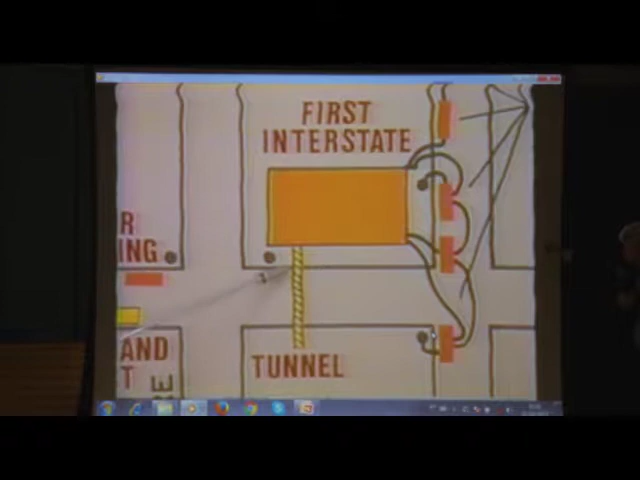 FIRST
INTERSTATE
R
ING
AND
T
TUNNEL